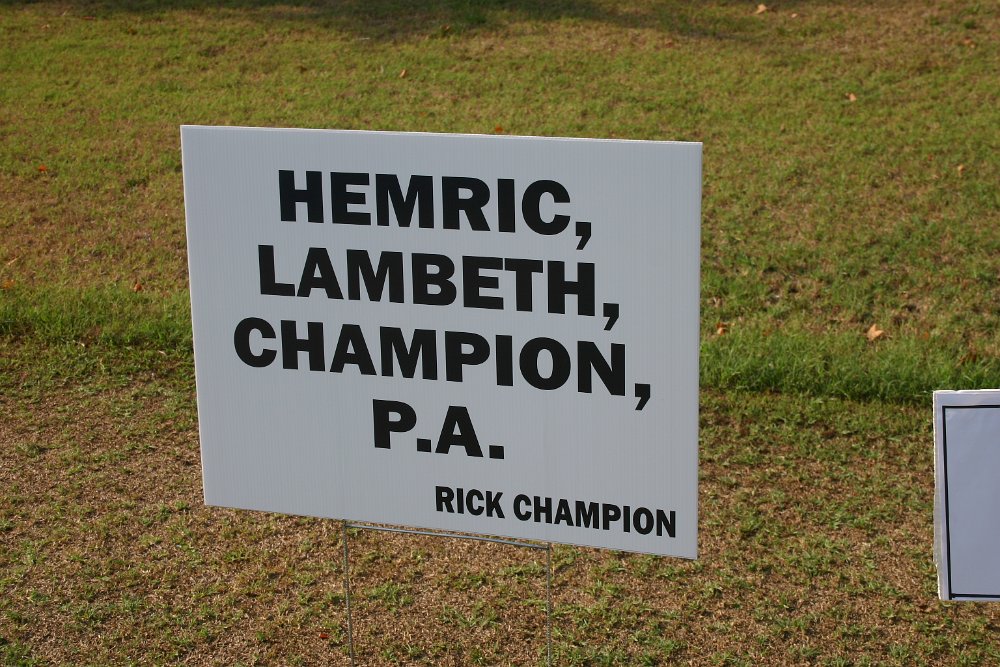 HEMRIC,
LAMBETH,
CHAMPION,
P.A.
RICK CHAMPION